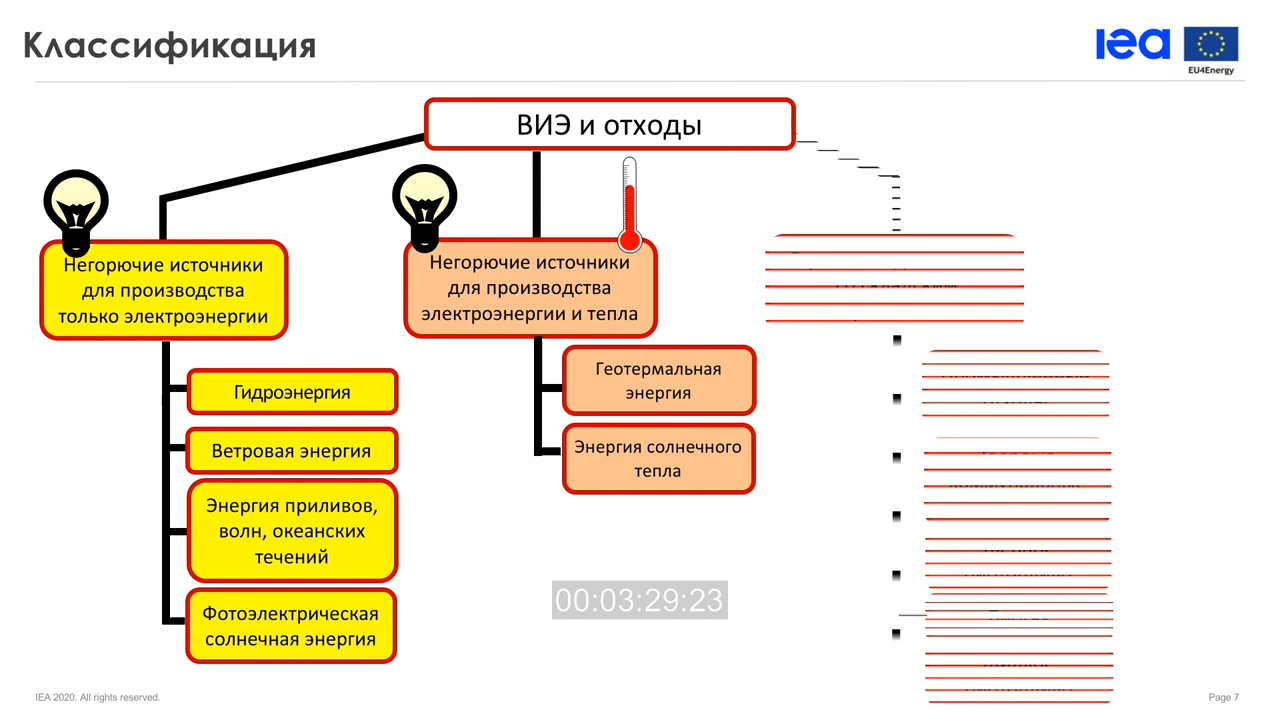 Классификация
iea
EU4Energy
ВИЭ и отходы
Негорючие источники
для производства
только электроэнергии
Негорючие источники
для производства
электроэнергии и тепла
Геотермальная
энергия
Гидроэнергия
Ветровая энергия
Энергия солнечного
тепла
Энергия приливов,
волн, океанских
течений
Фотоэлектрическая
солнечная энергия
00:03:29:23
IEA 2020. All rights reserved.
Page 7